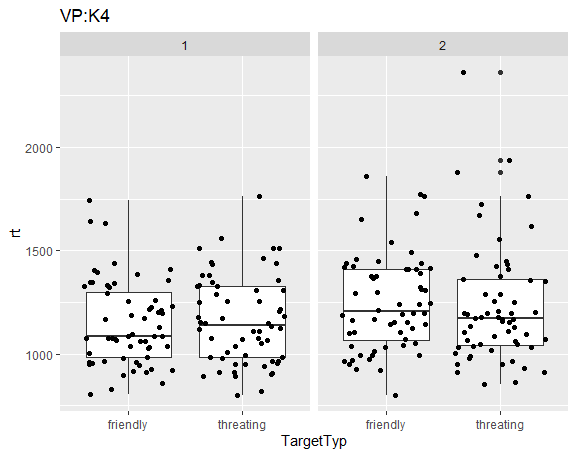 VP:K4
1
2
rt
2000
1500
1000
friendly
threating
friendly
threating
TargetTyp